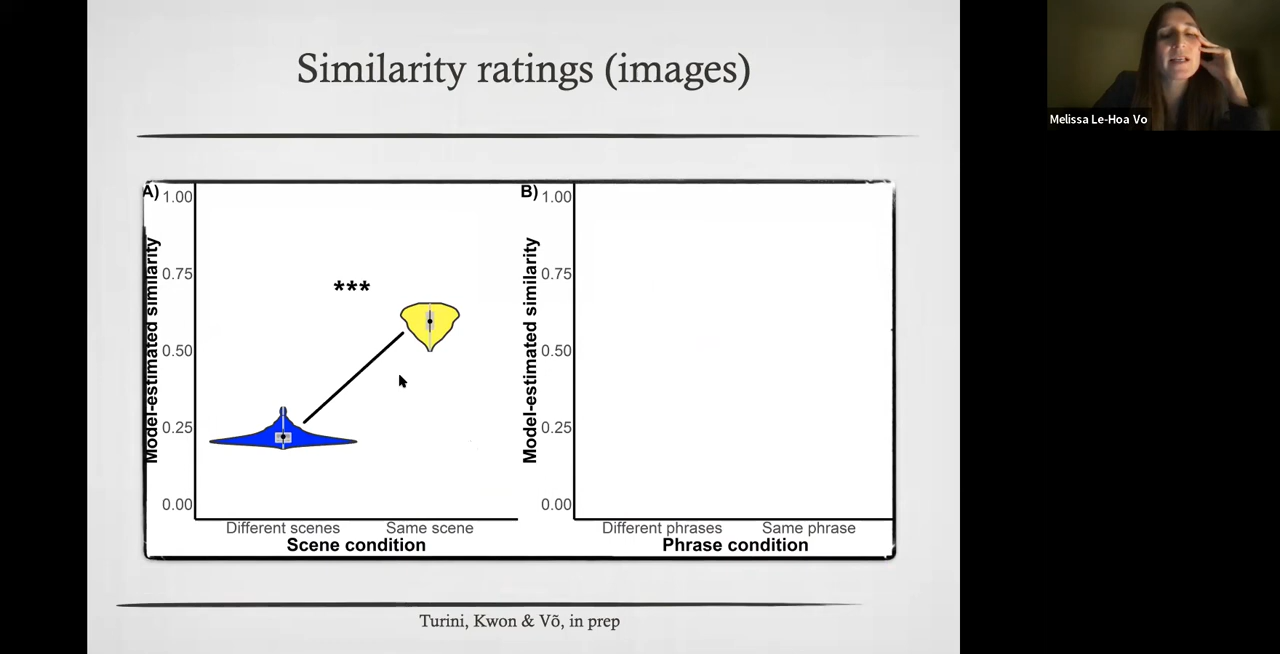 Similarity ratings (images)
Melissa Le-Hoa Vo
A)
Model-estimated similarity
1.00
0.75
0.50
0.25
0.00
***
Different scenes
Same scene
Scene condition
B)
Model-estimated similarity
1.00
0.75
0.50
0.25
0.00
Different phrases
Same phrase
Phrase condition
Turini, Kwon & Võ, in prep